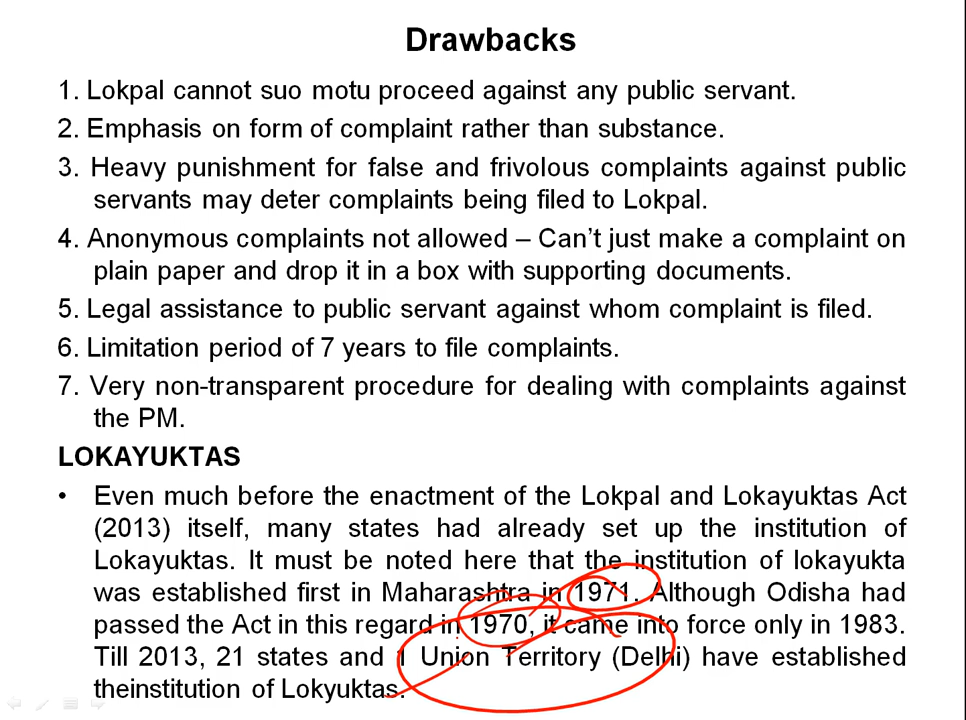 Drawbacks
1. Lokpal cannot suo motu proceed against any public servant.
2. Emphasis on form of complaint rather than substance.
3. Heavy punishment for false and frivolous complaints against public
servants may deter complaints being filed to Lokpal.
4. Anonymous complaints not allowed – Can’t just make a complaint on
plain paper and drop it in a box with supporting documents.
5. Legal assistance to public servant against whom complaint is filed.
6. Limitation period of 7 years to file complaints.
7. Very non-transparent procedure for dealing with complaints against
the PM.
LOKAYUKTAS
• Even much before the enactment of the Lokpal and Lokayuktas Act
(2013) itself, many states had already set up the institution of
Lokayuktas. It must be noted here that the institution of lokayukta
was established first in Maharashtra in 1971. Although Odisha had
passed the Act in this regard in 1970, it came into force only in 1983.
Till 2013, 21 states and 1 Union Territory (Delhi) have established
theinstitution of Lokyuktas.